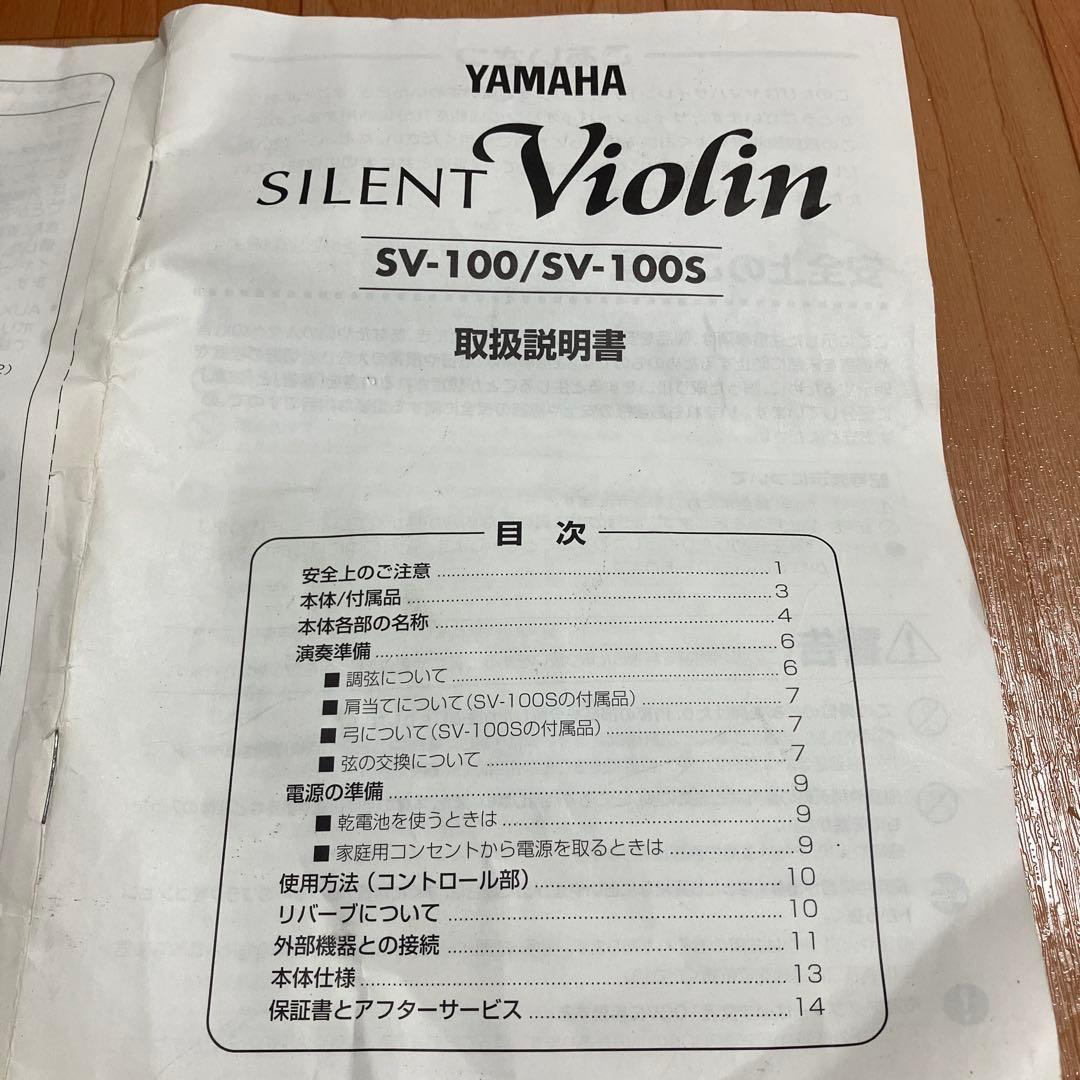 YAMAHA
SILENT Violin
SV-100/SV-100S
取扱説明書
目 次
安全上のご注意 1
本体/付属品 3
本体各部の名称 4
演奏準備 6
■ 調弦について 6
■ 肩当てについて(SV-100Sの付属品) 7
■ 弓について(SV-100Sの付属品) 7
■ 弦の交換について 7
電源の準備 9
■ 乾電池を使うときは 9
■ 家庭用コンセントから電源を取るときは 9
使用方法(コントロール部) 10
リバーブについて 10
外部機器との接続 11
本体仕様 13
保証書とアフターサービス 14